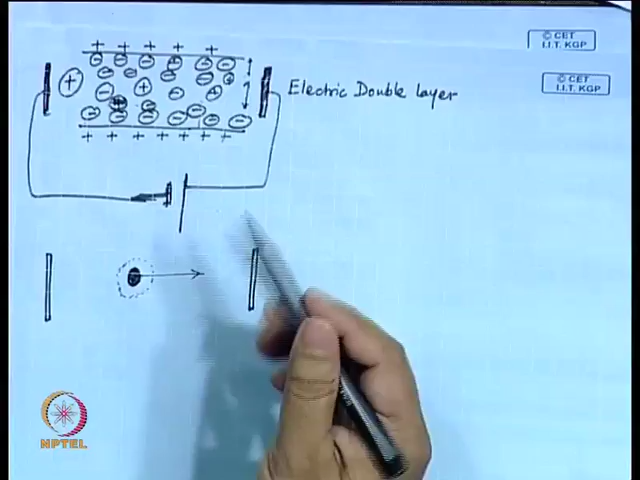 © CET
I.I.T. KGP
© CET
I.I.T. KGP
Electric Double layer
NPTEL